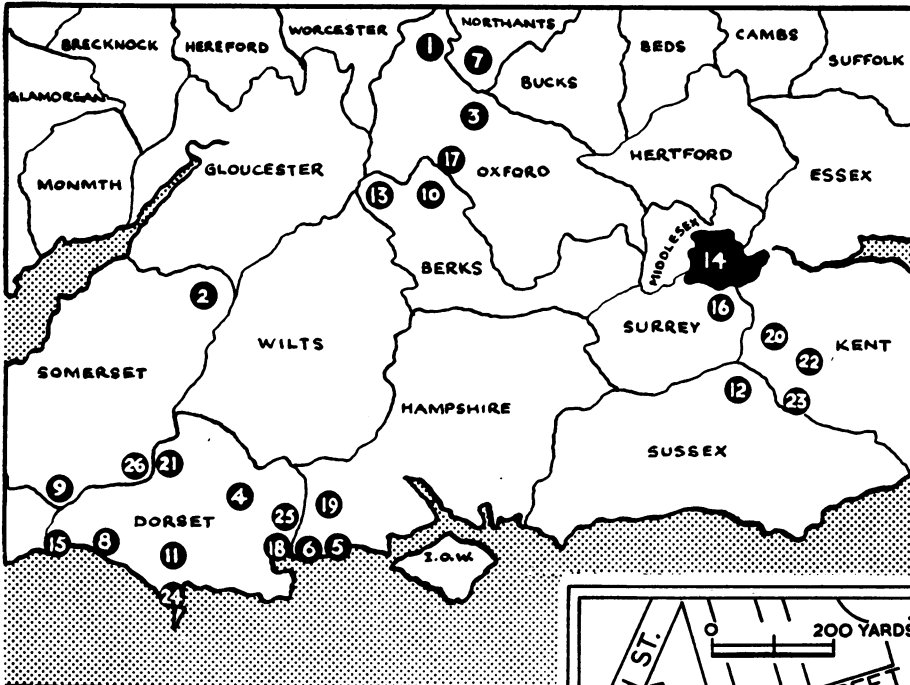 BRECKNOCK
HEREFORD
WORCESTER
NORTHANTS
BEDS
CAMBS
SUFFOLK
1
7
BUCKS
GLAMORGAN
3
MONMTH
GLOUCESTER
17
OXFORD
HERTFORD
ESSEX
13
10
MIDDLESEX
14
BERKS
2
16
SURREY
WILTS
20
KENT
SOMERSET
22
12
23
HAMPSHIRE
SUSSEX
26
21
9
4
19
25
DORSET
15
8
11
18
6
5
I.O.W.
24
0
200 YARDS
ST.